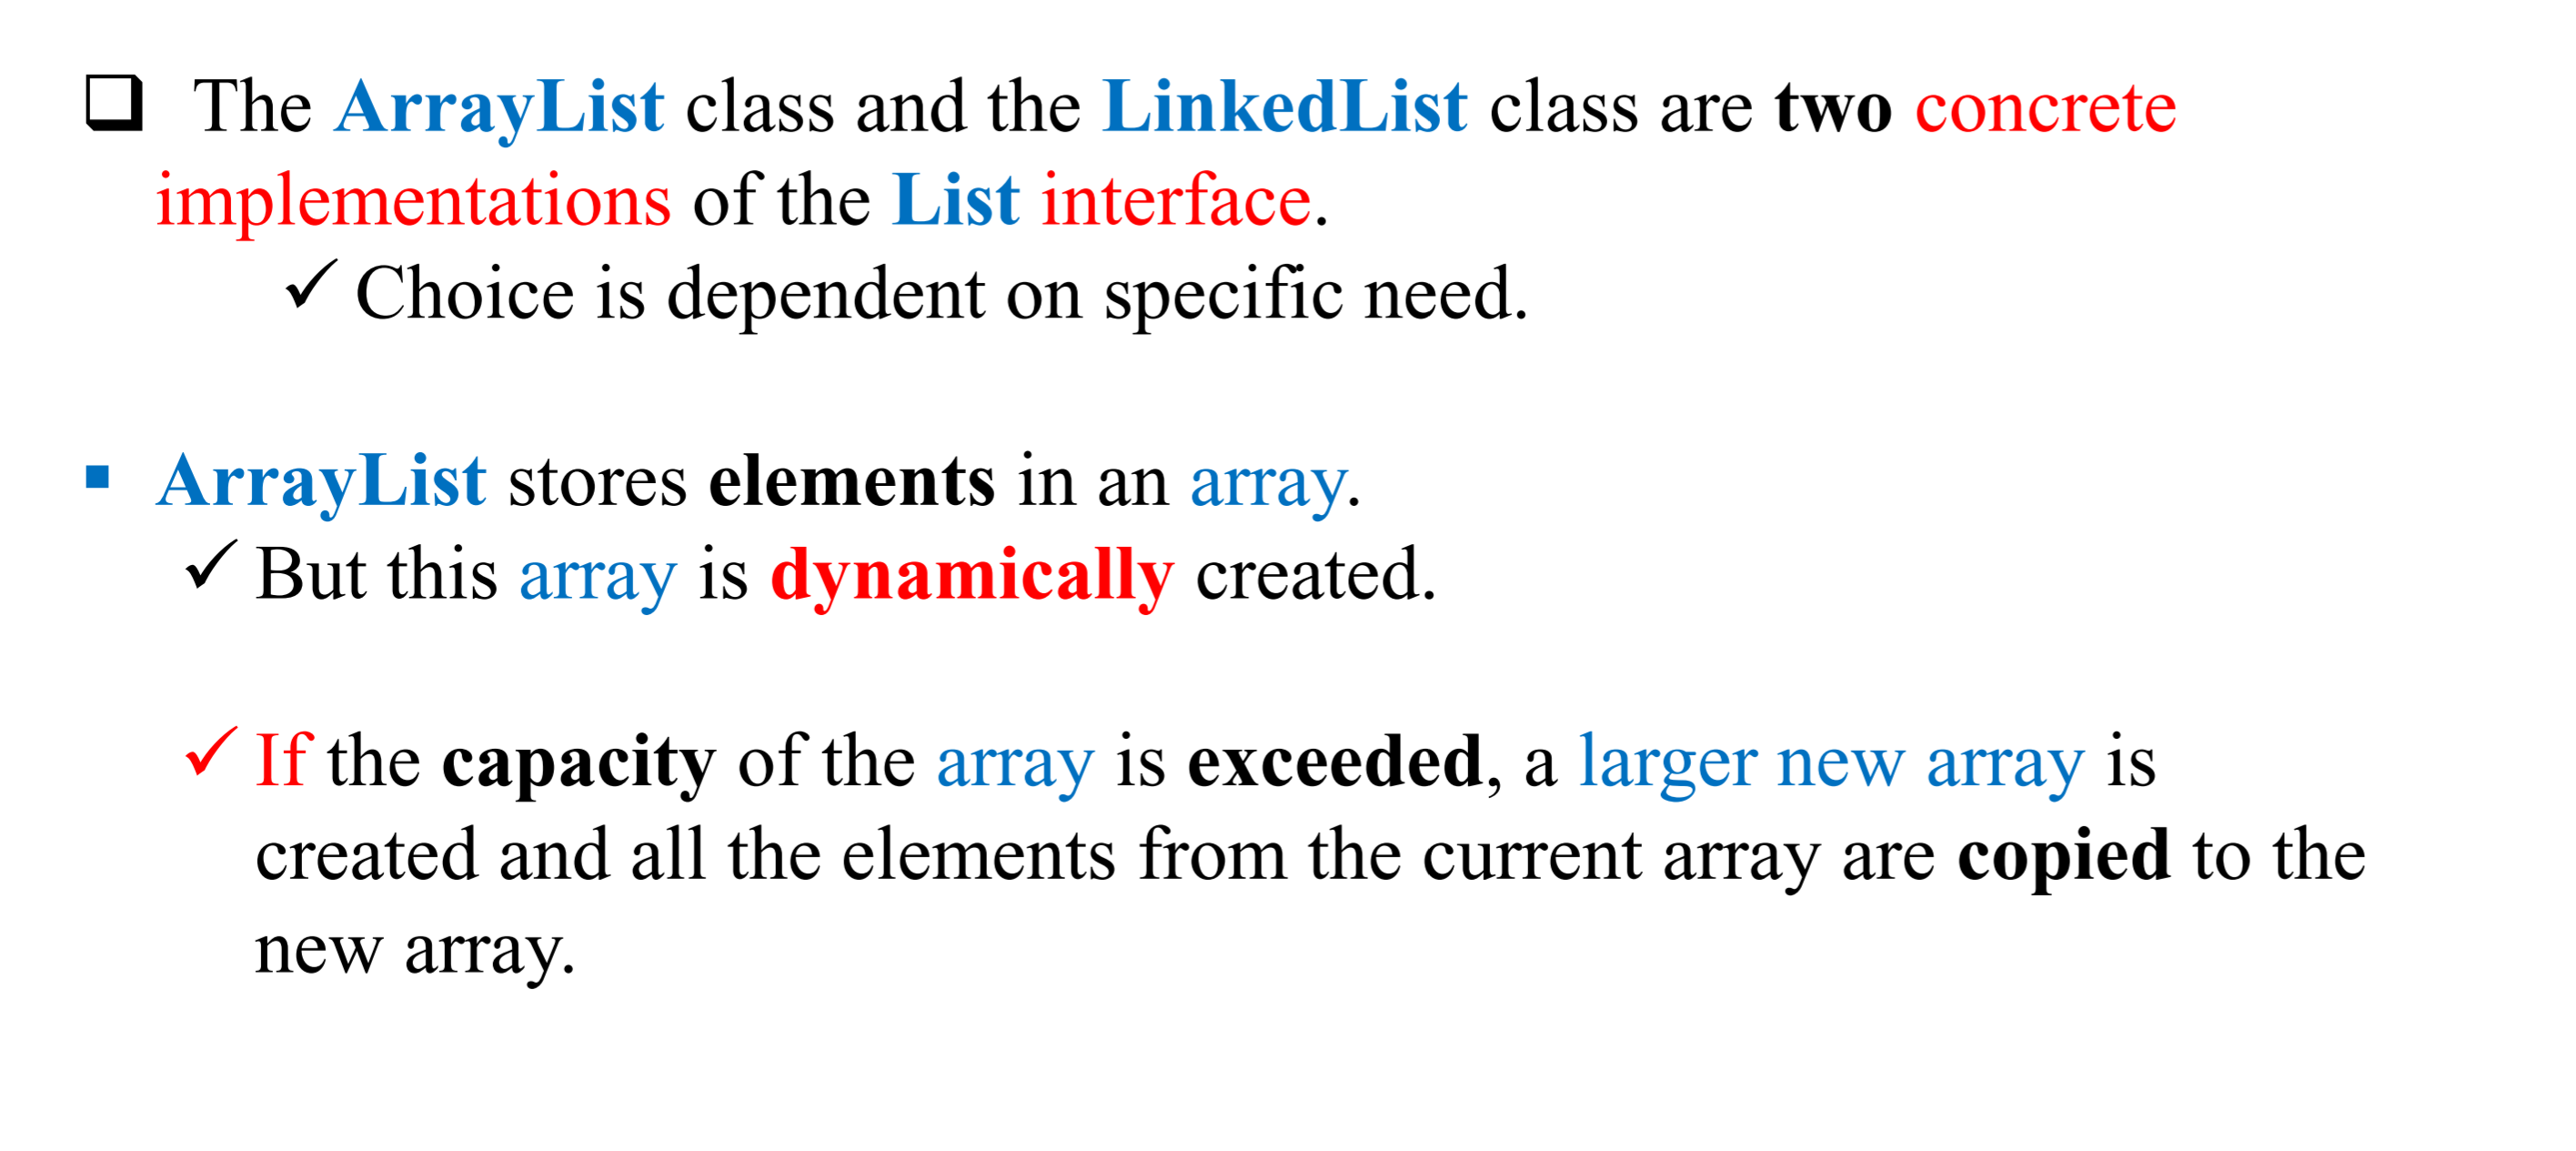 ❑ The ArrayList class and the LinkedList class are two concrete
implementations of the List interface.
✓ Choice is dependent on specific need.
▪ ArrayList stores elements in an array.
✓ But this array is dynamically created.
✓ If the capacity of the array is exceeded, a larger new array is
created and all the elements from the current array are copied to the
new array.